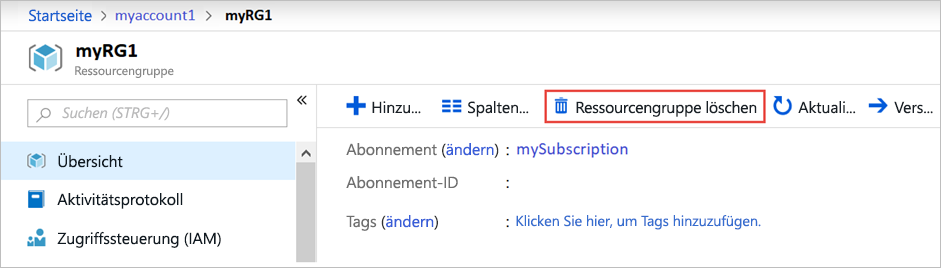 Startseite > myaccount1 > myRG1
myRG1
Ressourcengruppe
Suchen (STRG+/)
«
Übersicht
Aktivitätsprotokoll
Zugriffssteuerung (IAM)
Hinzu... Spalten... Ressourcengruppe löschen Aktuali... Vers...
Abonnement (ändern) : mySubscription
Abonnement-ID :
Tags (ändern) : Klicken Sie hier, um Tags hinzuzufügen.